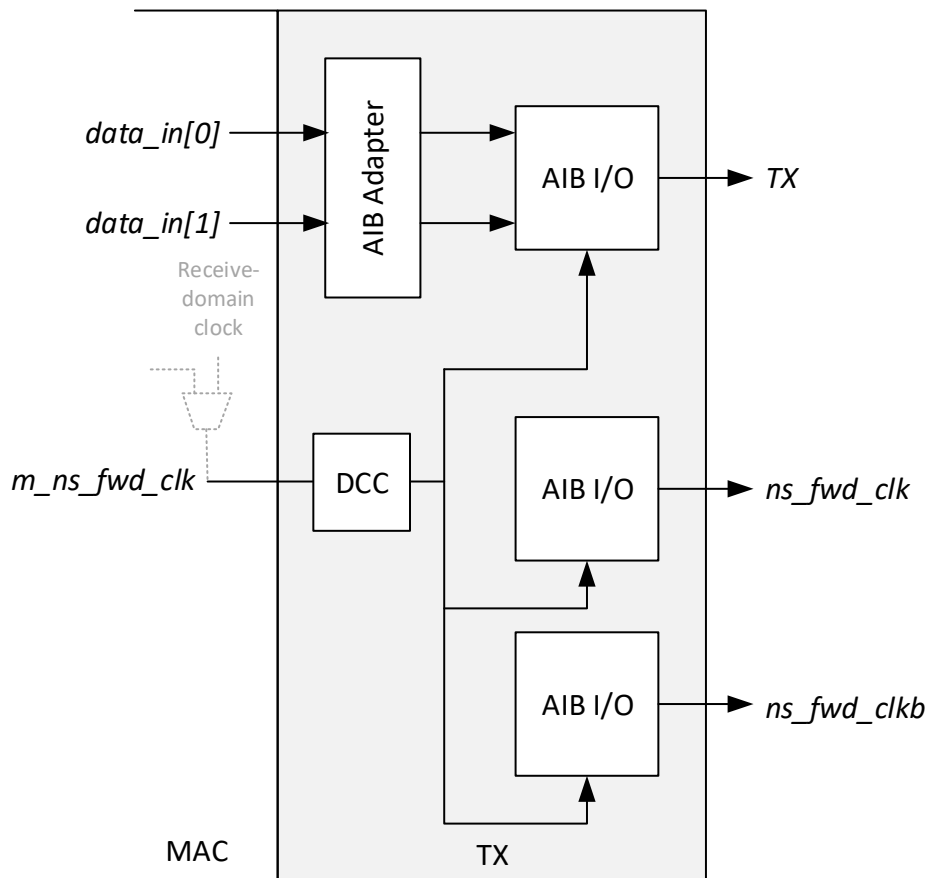 data_in[0]
AIB Adapter
AIB I/O
TX
data_in[1]
Receive-
domain
clock
m_ns_fwd_clk
DCC
AIB I/O
ns_fwd_clk
AIB I/O
ns_fwd_clkb
MAC
TX